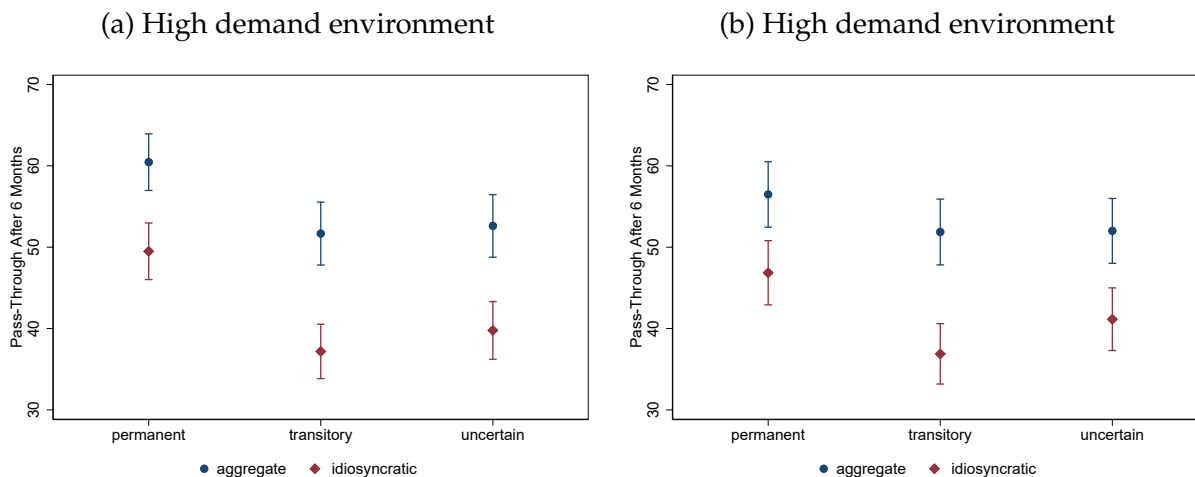 (a) High demand environment
Pass-Through After 6 Months
70
60
50
40
30
permanent transitory uncertain
aggregate idiosyncratic
(b) High demand environment
Pass-Through After 6 Months
70
60
50
40
30
permanent transitory uncertain
aggregate idiosyncratic